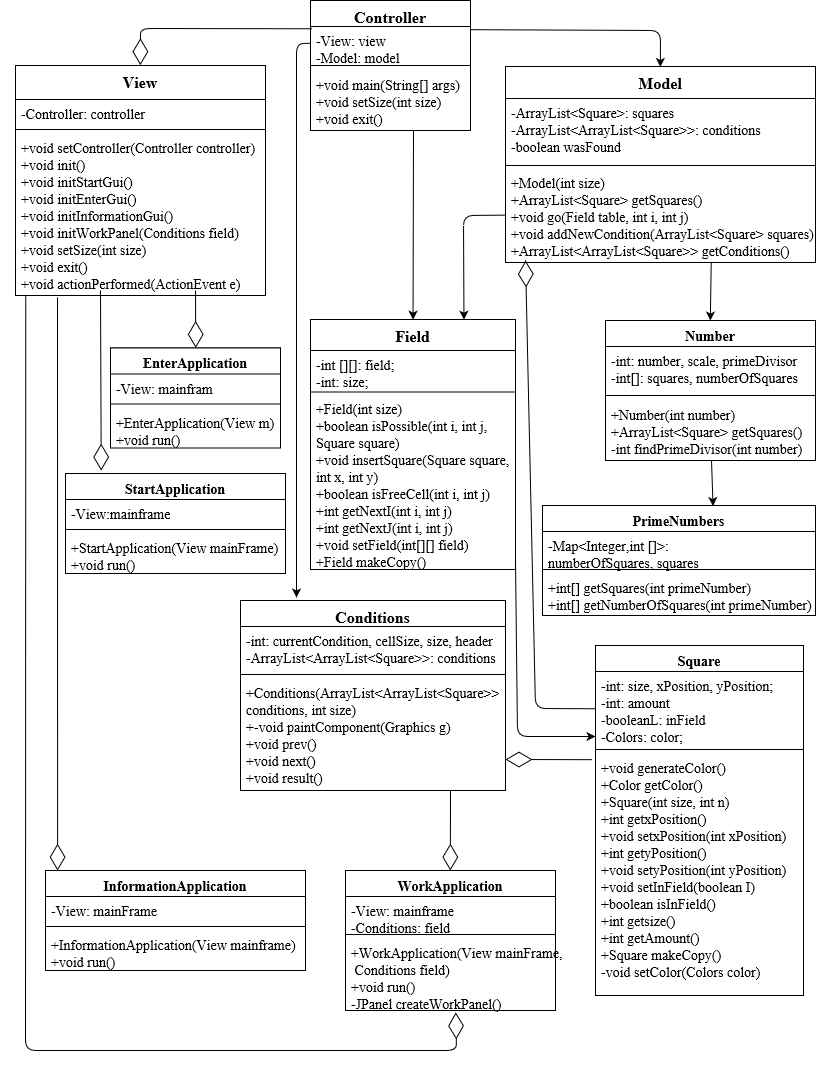 Controller
-View: view
-Model: model
+void main(String[] args)
+void setSize(int size)
+void exit()
View
-Controller: controller
+void setController(Controller controller)
+void init()
+void initStartGui()
+void initEnterGui()
+void initInformationGui()
+void initWorkPanel(Conditions field)
+void setSize(int size)
+void exit()
+void actionPerformed(ActionEvent e)
Model
-ArrayList<Square>: squares
-ArrayList<ArrayList<Square>>: conditions
-boolean wasFound
+Model(int size)
+ArrayList<Square> getSquares()
+void go(Field table, int i, int j)
+void addNewCondition(ArrayList<Square> squares)
+ArrayList<ArrayList<Square>> getConditions()
EnterApplication
-View: mainfram
+EnterApplication(View m)
+void run()
Field
-int [][]: field;
-int: size;
+Field(int size)
+boolean isPossible(int i, int j,
Square square)
+void insertSquare(Square square,
int x, int y)
+boolean isFreeCell(int i, int j)
+int getNextI(int i, int j)
+int getNextJ(int i, int j)
+void setField(int[][] field)
+Field makeCopy()
Number
-int: number, scale, primeDivisor
-int[]: squares, numberOfSquares
+Number(int number)
+ArrayList<Square> getSquares()
-int findPrimeDivisor(int number)
StartApplication
-View:mainframe
+StartApplication(View mainFrame)
+void run()
PrimeNumbers
-Map<Integer,int []>:
numberOfSquares, squares
+int[] getSquares(int primeNumber)
+int[] getNumberOfSquares(int primeNumber)
Conditions
-int: currentCondition, cellSize, size, header
-ArrayList<ArrayList<Square>>: conditions
+Conditions(ArrayList<ArrayList<Square>>
conditions, int size)
+-void paintComponent(Graphics g)
+void prev()
+void next()
+void result()
Square
-int: size, xPosition, yPosition;
-int: amount
-booleanL: inField
-Colors: color;
+void generateColor()
+Color getColor()
+Square(int size, int n)
+int getxPosition()
+void setxPosition(int xPosition)
+int getyPosition()
+void setyPosition(int yPosition)
+void setInField(boolean I)
+boolean isInField()
+int getsize()
+int getAmount()
+Square makeCopy()
-void setColor(Colors color)
InformationApplication
-View: mainFrame
+InformationApplication(View mainframe)
+void run()
WorkApplication
-View: mainframe
-Conditions: field
+WorkApplication(View mainFrame,
Conditions field)
+void run()
-JPanel createWorkPanel()